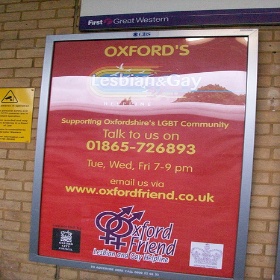 First Great Western
OXFORD'S
Lesbian&Gay
Supporting Oxfordshire's LGBT Community
Talk to us on
01865-726893
Tue, Wed, Fri 7-9 pm
email us via
www.oxfordfriend.co.uk
Oxford
Friend
Lesbian and Gay Helpline